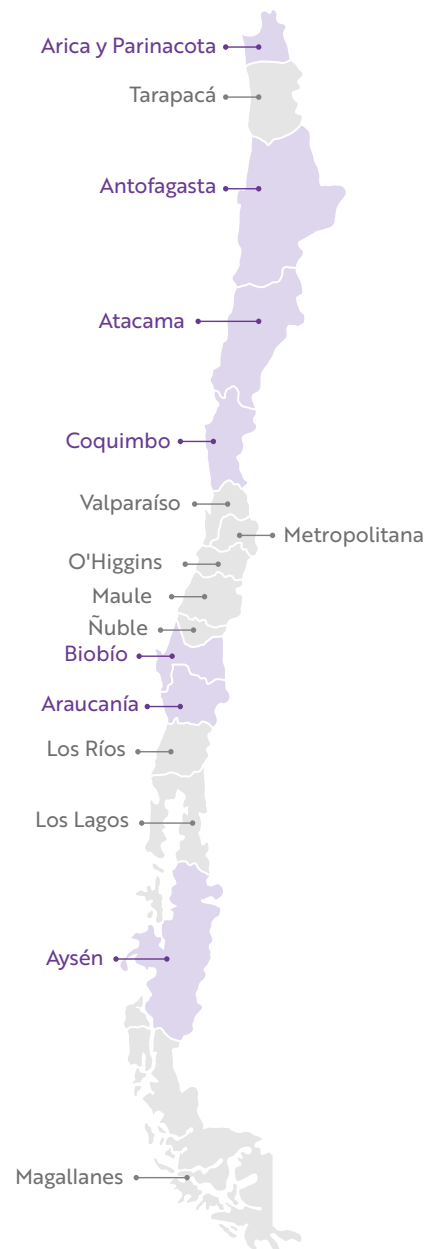 Arica y Parinacota
Tarapacá
Antofagasta
Atacama
Coquimbo
Valparaíso
Metropolitana
O'Higgins
Maule
Ñuble
Biobío
Araucanía
Los Ríos
Los Lagos
Aysén
Magallanes